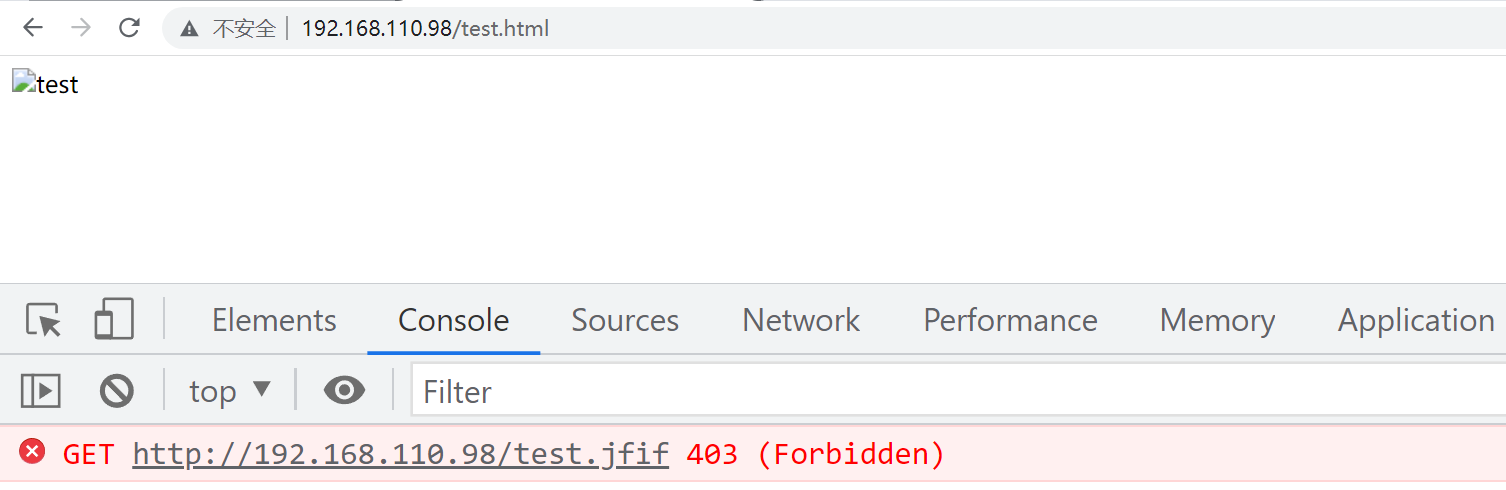 不安全 192.168.110.98/test.html
test
Elements Console Sources Network Performance Memory Application
top Filter
GET http://192.168.110.98/test.jfif 403 (Forbidden)